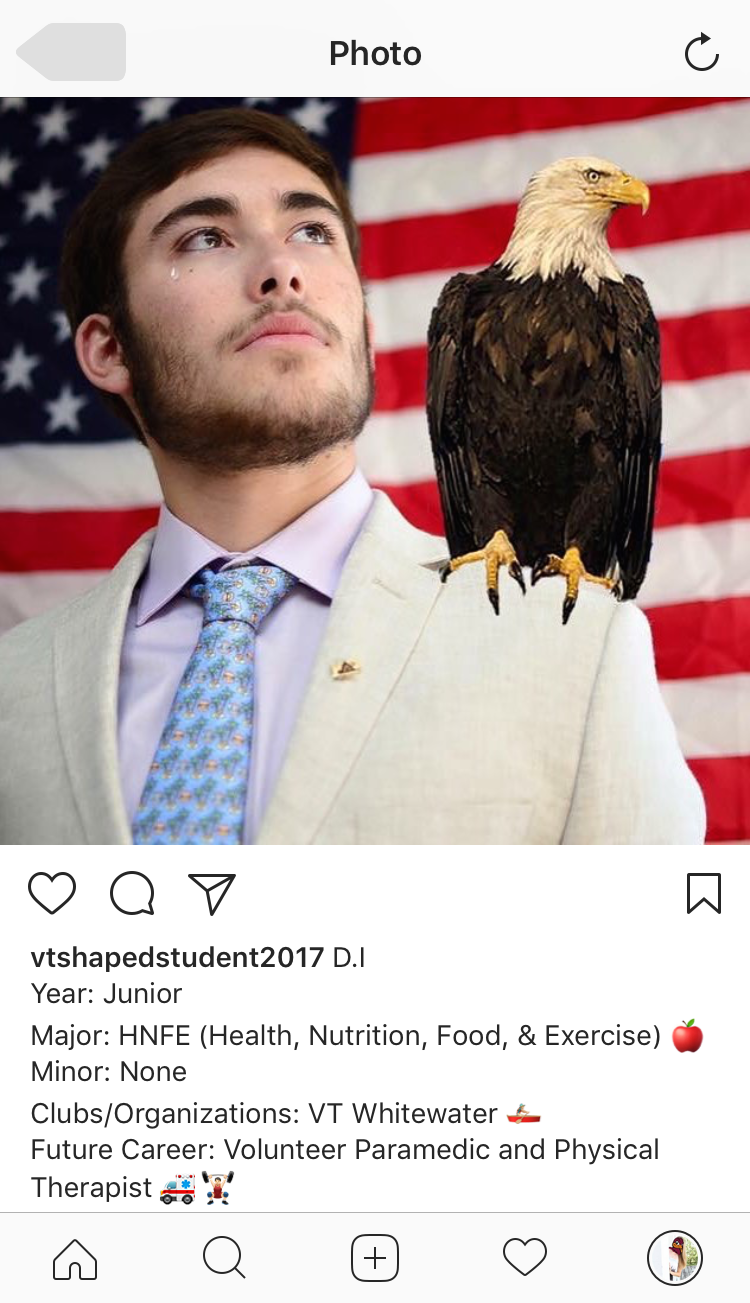 Photo
vtshapedstudent2017 D.I
Year: Junior
Major: HNFE (Health, Nutrition, Food, & Exercise) 🍎
Minor: None
Clubs/Organizations: VT Whitewater 🚣
Future Career: Volunteer Paramedic and Physical
Therapist 🚑🏋